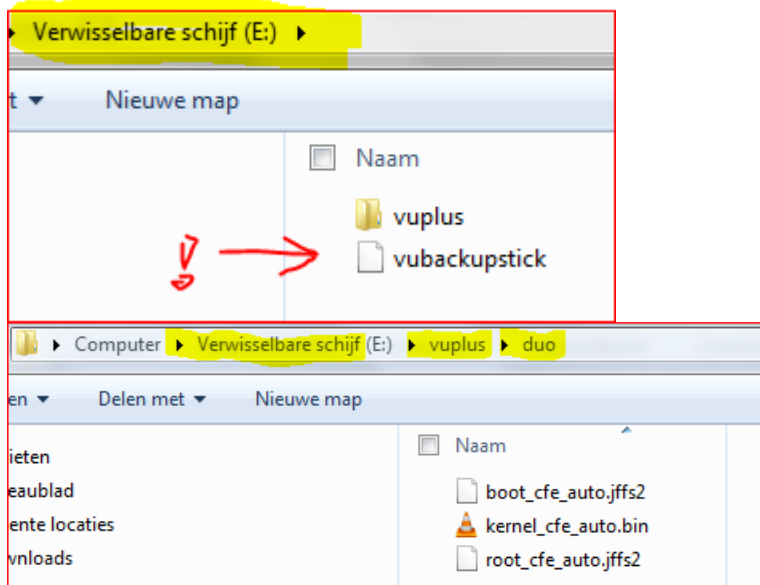 Verwisselbare schijf (E:)
t Nieuwe map
Naam
vuplus
vubackupstick
Computer Verwisselbare schijf (E:) vuplus duo
en Delen met Nieuwe map
Naam
ieten
eaublad
ente locaties
wnloads
boot_cfe_auto.jffs2
kernel_cfe_auto.bin
root_cfe_auto.jffs2